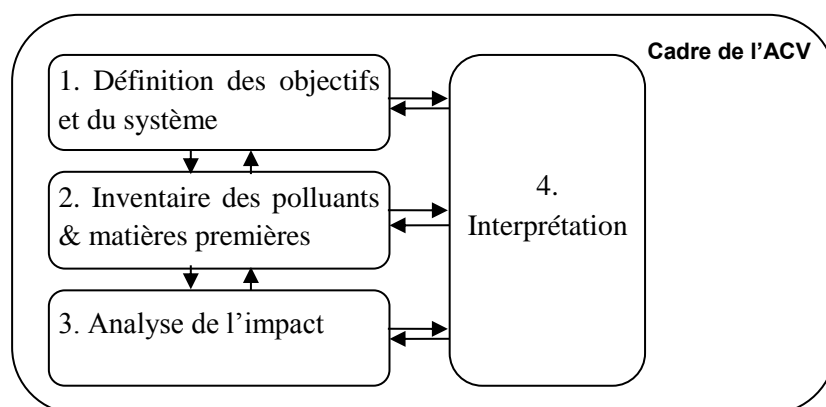 Cadre de l’ACV
1. Définition des objectifs
et du système
2. Inventaire des polluants
& matières premières
3. Analyse de l’impact
4.
Interprétation